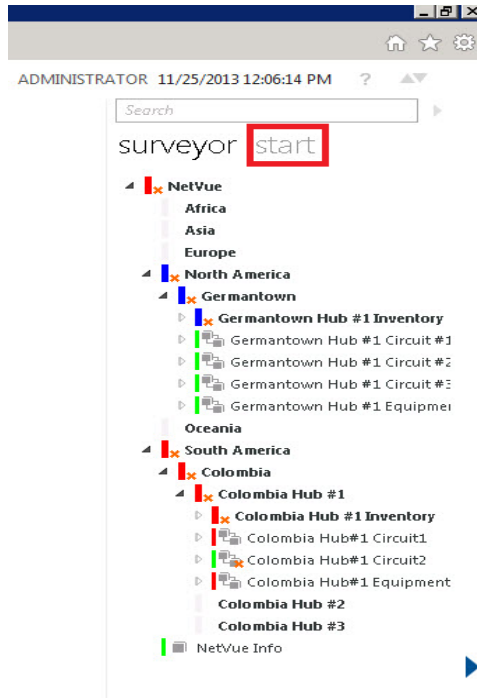 ADMINISTRATOR 11/25/2013 12:06:14 PM ?
Search
surveyor start
NetVue
Africa
Asia
Europe
North America
Germantown
Germantown Hub #1 Inventory
Germantown Hub #1 Circuit #1
Germantown Hub #1 Circuit #2
Germantown Hub #1 Circuit #3
Germantown Hub #1 Equipmer
Oceania
South America
Colombia
Colombia Hub #1
Colombia Hub #1 Inventory
Colombia Hub#1 Circuit1
Colombia Hub#1 Circuit2
Colombia Hub#1 Equipment
Colombia Hub #2
Colombia Hub #3
NetVue Info